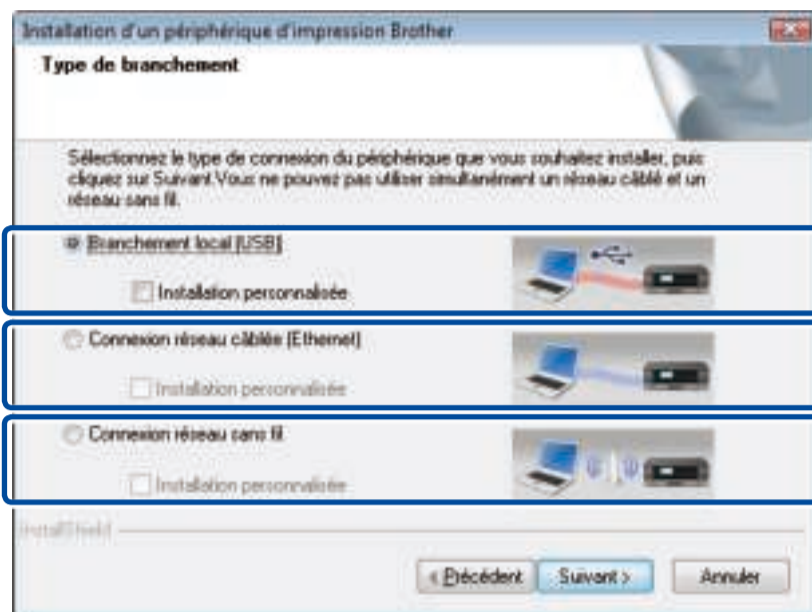 Installation d'un périphérique d'impression Brother
Type de branchement
Sélectionnez le type de connexion du périphérique que vous souhaitez installer, puis
cliquez sur Suivant.Vous ne pouvez pas utiliser simultanément un réseau câblé et un
réseau sans fil.
Branchement local [USB]
Installation personnalisée
Connexion réseau câblée [Ethernet]
Installation personnalisée
Connexion réseau sans fil
Installation personnalisée
InstallShield
< Précédent
Suivant >
Annuler